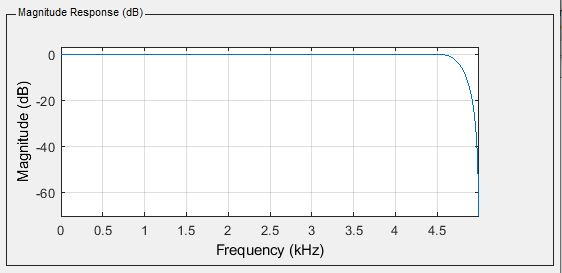 Magnitude Response (dB)
0
-20
-40
-60
Magnitude (dB)
0 0.5 1 1.5 2 2.5 3 3.5 4 4.5
Frequency (kHz)